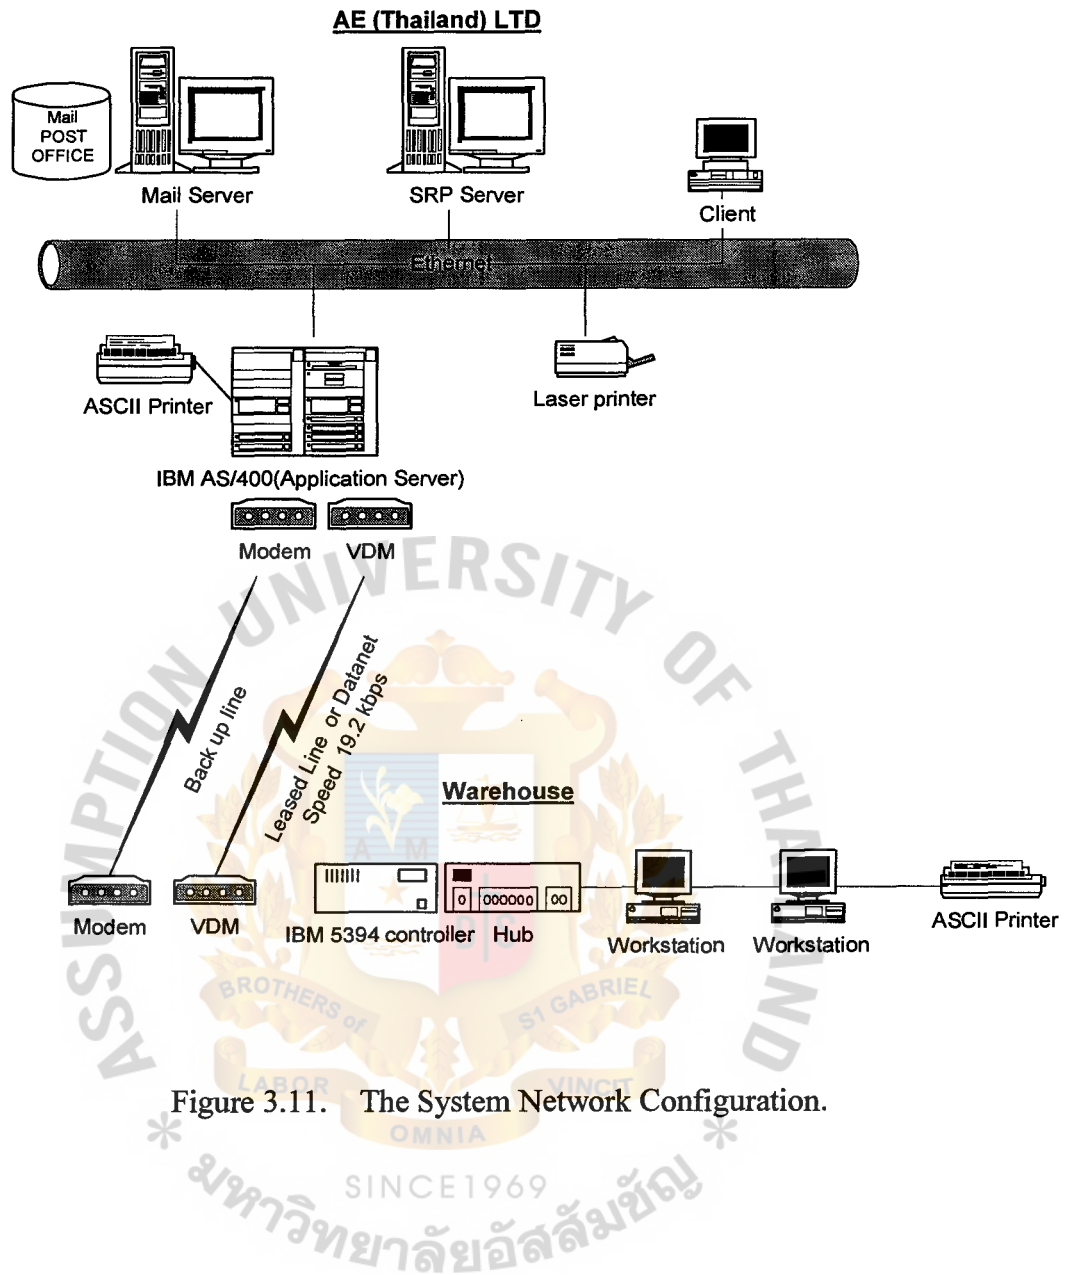 AE (Thailand) LTD
Mail
POST
OFFICE
Mail Server
SRP Server
Client
Ethernet
ASCII Printer
Laser printer
IBM AS/400(Application Server)
Modem
VDM
Back up line
Leased Line or Datanet
Speed 19.2 kbps
Warehouse
Modem
VDM
IBM 5394 controller
Hub
Workstation
Workstation
ASCII Printer
Figure 3.11. The System Network Configuration.
ASSUMPTION UNIVERSITY OF THAILAND
A M
D S G
BROTHERS of
ST GABRIEL
LABOR
VINCIT
OMNIA
SINCE1969
มหาวิทยาลัยอัสสัมชัญ